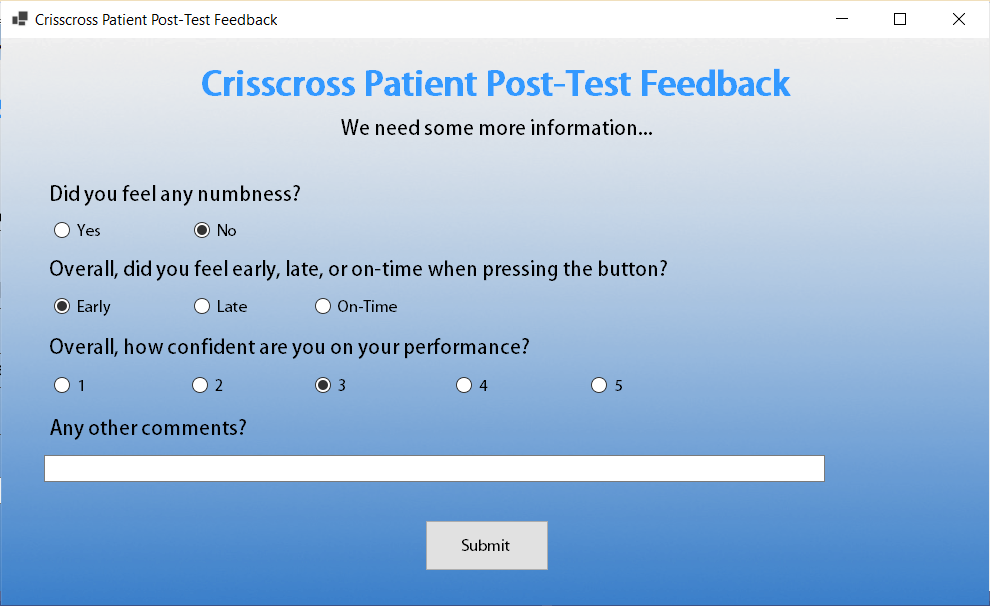 Crisscross Patient Post-Test Feedback
Crisscross Patient Post-Test Feedback
We need some more information...
Did you feel any numbness?
Yes No
Overall, did you feel early, late, or on-time when pressing the button?
Early Late On-Time
Overall, how confident are you on your performance?
1 2 3 4 5
Any other comments?
Submit